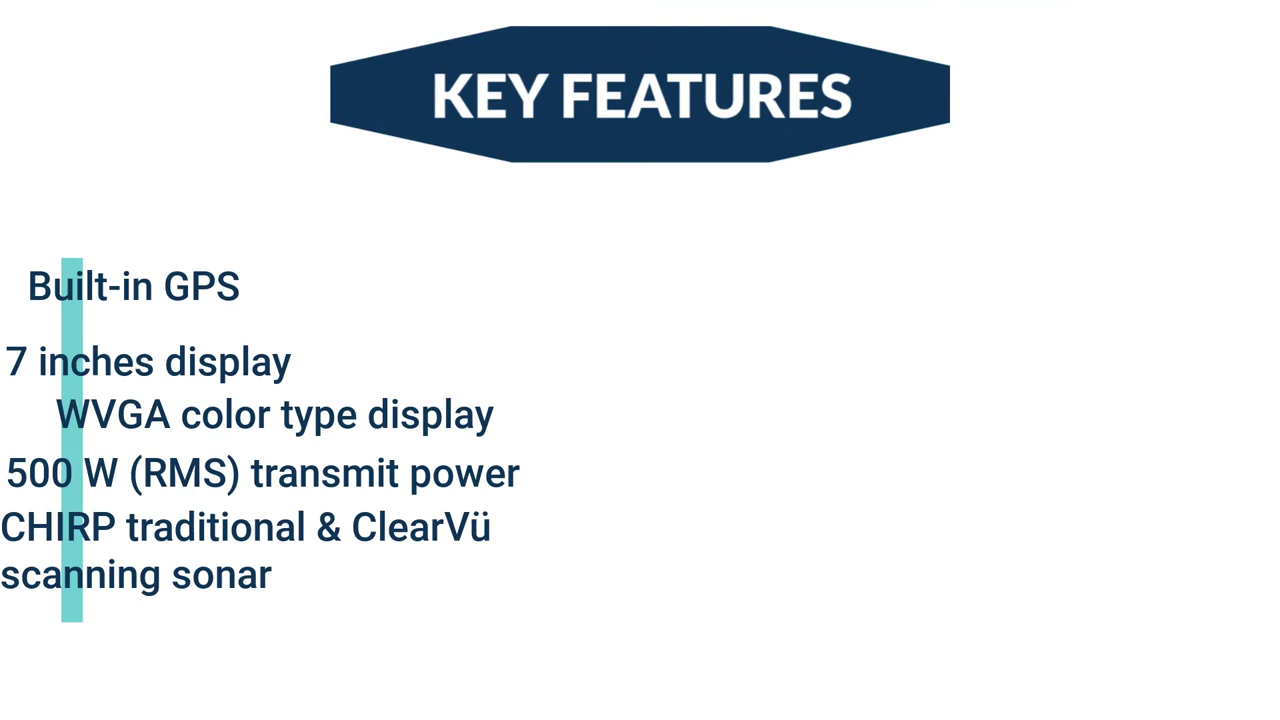 KEY FEATURES
Built-in GPS
7 inches display
WVGA color type display
500 W (RMS) transmit power
CHIRP traditional & ClearVü
scanning sonar